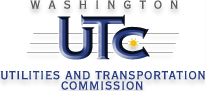 WASHINGTON
UTC
UTILITIES AND TRANSPORTATION
COMMISSION